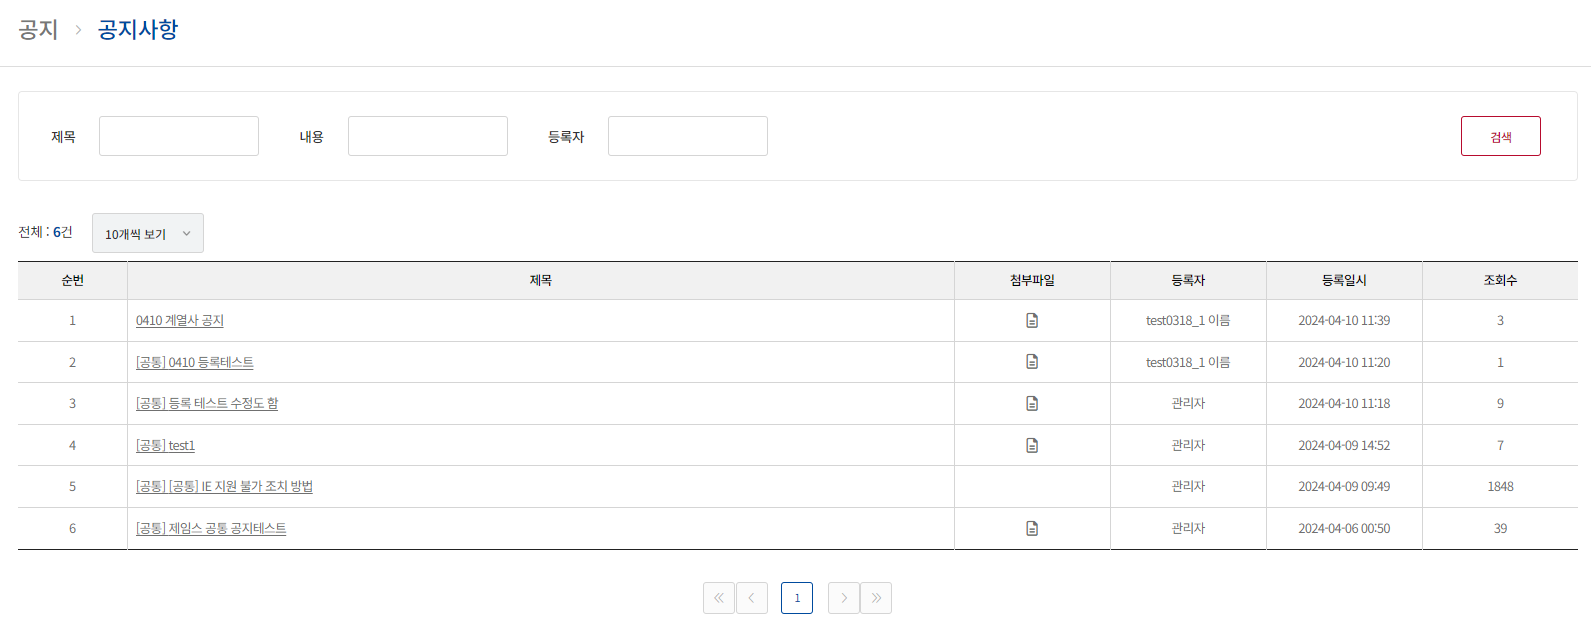 공지 > 공지사항
제목 내용 등록자 검색
전체 : 6건 10개씩 보기
순번 제목 첨부파일 등록자 등록일시 조회수
1 0410 계열사 공지 test0318_1 이름 2024-04-10 11:39 3
2 [공통] 0410 등록테스트 test0318_1 이름 2024-04-10 11:20 1
3 [공통] 등록 테스트 수정도 함 관리자 2024-04-10 11:18 9
4 [공통] test1 관리자 2024-04-09 14:52 7
5 [공통] [공통] IE 지원 불가 조치 방법 관리자 2024-04-09 09:49 1848
6 [공통] 제임스 공통 공지테스트 관리자 2024-04-06 00:50 39
« < 1 > »